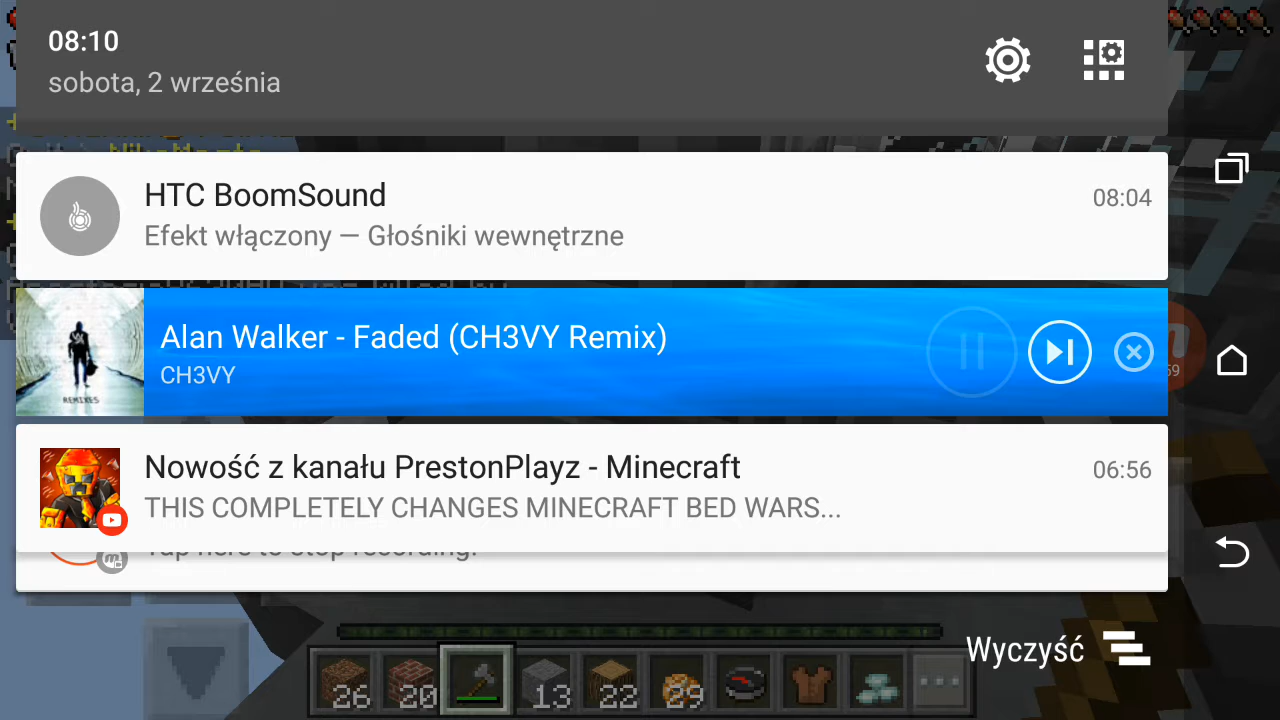 08:10
sobota, 2 września
HTC BoomSound
08:04
Efekt włączony — Głośniki wewnętrzne
Alan Walker - Faded (CH3VY Remix)
CH3VY
REMIXES
59
Nowość z kanału PrestonPlayz - Minecraft
06:56
THIS COMPLETELY CHANGES MINECRAFT BED WARS...
Tap here to stop recording!
Wyczyść
26
20
13
22
29